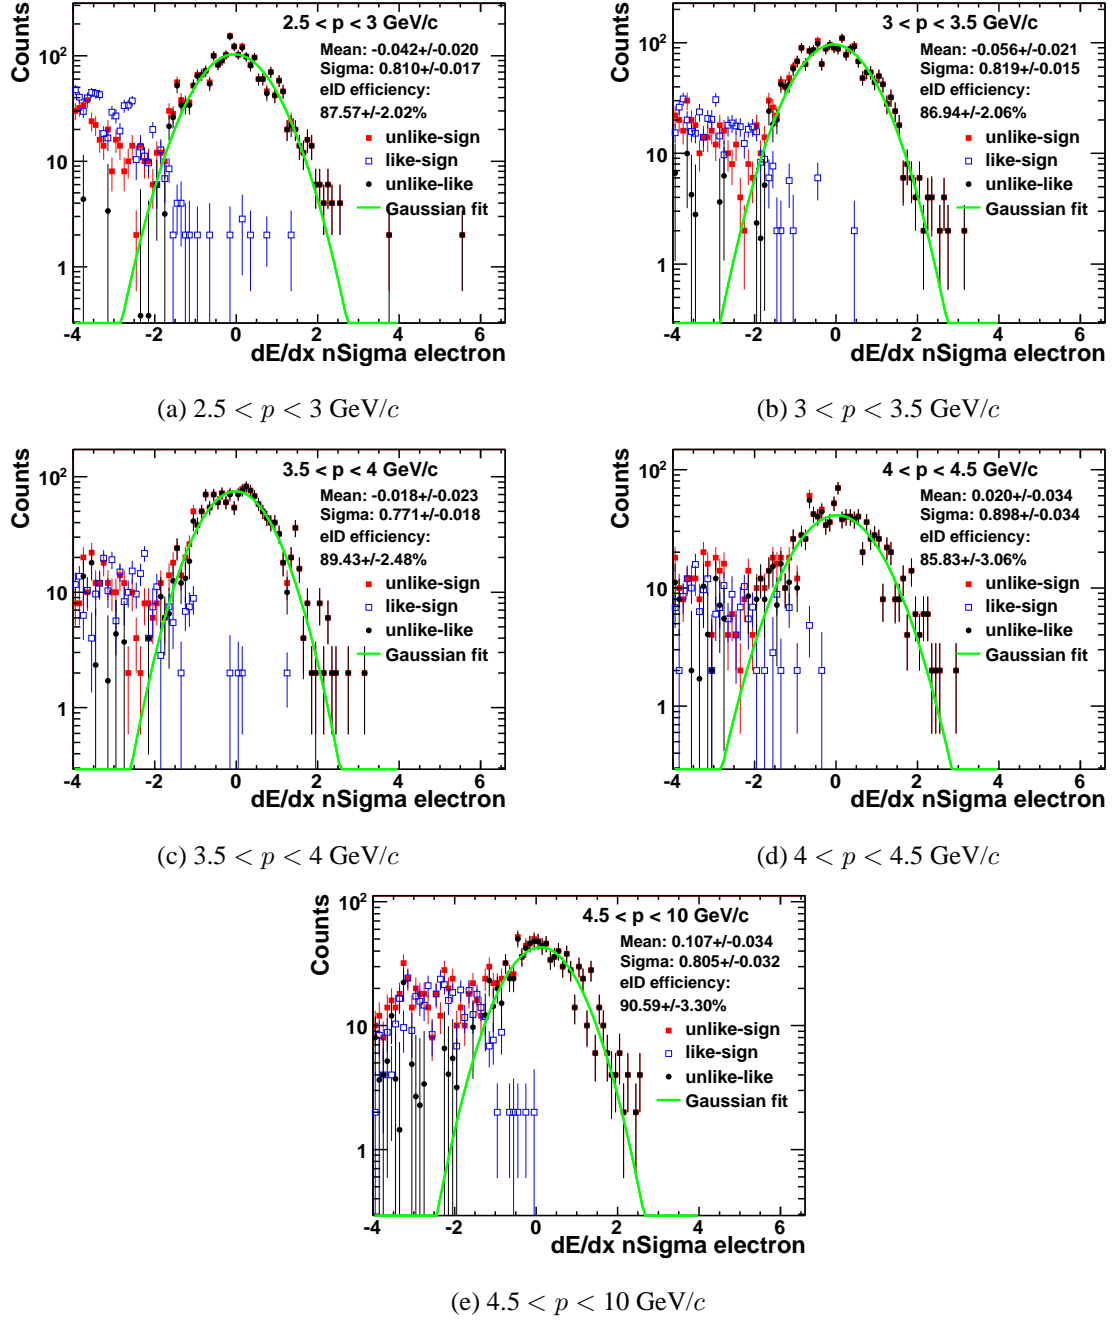 2.5 < p < 3 GeV/c
Mean: -0.042+/-0.020
Sigma: 0.810+/-0.017
eID efficiency:
87.57+/-2.02%
unlike-sign
like-sign
unlike-like
Gaussian fit
Counts
10²
10
1
-4 -2 0 2 4 6
dE/dx nSigma electron
(a) 2.5 < p < 3 GeV/c
3 < p < 3.5 GeV/c
Mean: -0.056+/-0.021
Sigma: 0.819+/-0.015
eID efficiency:
86.94+/-2.06%
unlike-sign
like-sign
unlike-like
Gaussian fit
Counts
10²
10
1
-4 -2 0 2 4 6
dE/dx nSigma electron
(b) 3 < p < 3.5 GeV/c
3.5 < p < 4 GeV/c
Mean: -0.018+/-0.023
Sigma: 0.771+/-0.018
eID efficiency:
89.43+/-2.48%
unlike-sign
like-sign
unlike-like
Gaussian fit
Counts
10²
10
1
-4 -2 0 2 4 6
dE/dx nSigma electron
(c) 3.5 < p < 4 GeV/c
4 < p < 4.5 GeV/c
Mean: 0.020+/-0.034
Sigma: 0.898+/-0.034
eID efficiency:
85.83+/-3.06%
unlike-sign
like-sign
unlike-like
Gaussian fit
Counts
10²
10
1
-4 -2 0 2 4 6
dE/dx nSigma electron
(d) 4 < p < 4.5 GeV/c
4.5 < p < 10 GeV/c
Mean: 0.107+/-0.034
Sigma: 0.805+/-0.032
eID efficiency:
90.59+/-3.30%
unlike-sign
like-sign
unlike-like
Gaussian fit
Counts
10²
10
1
-4 -2 0 2 4 6
dE/dx nSigma electron
(e) 4.5 < p < 10 GeV/c